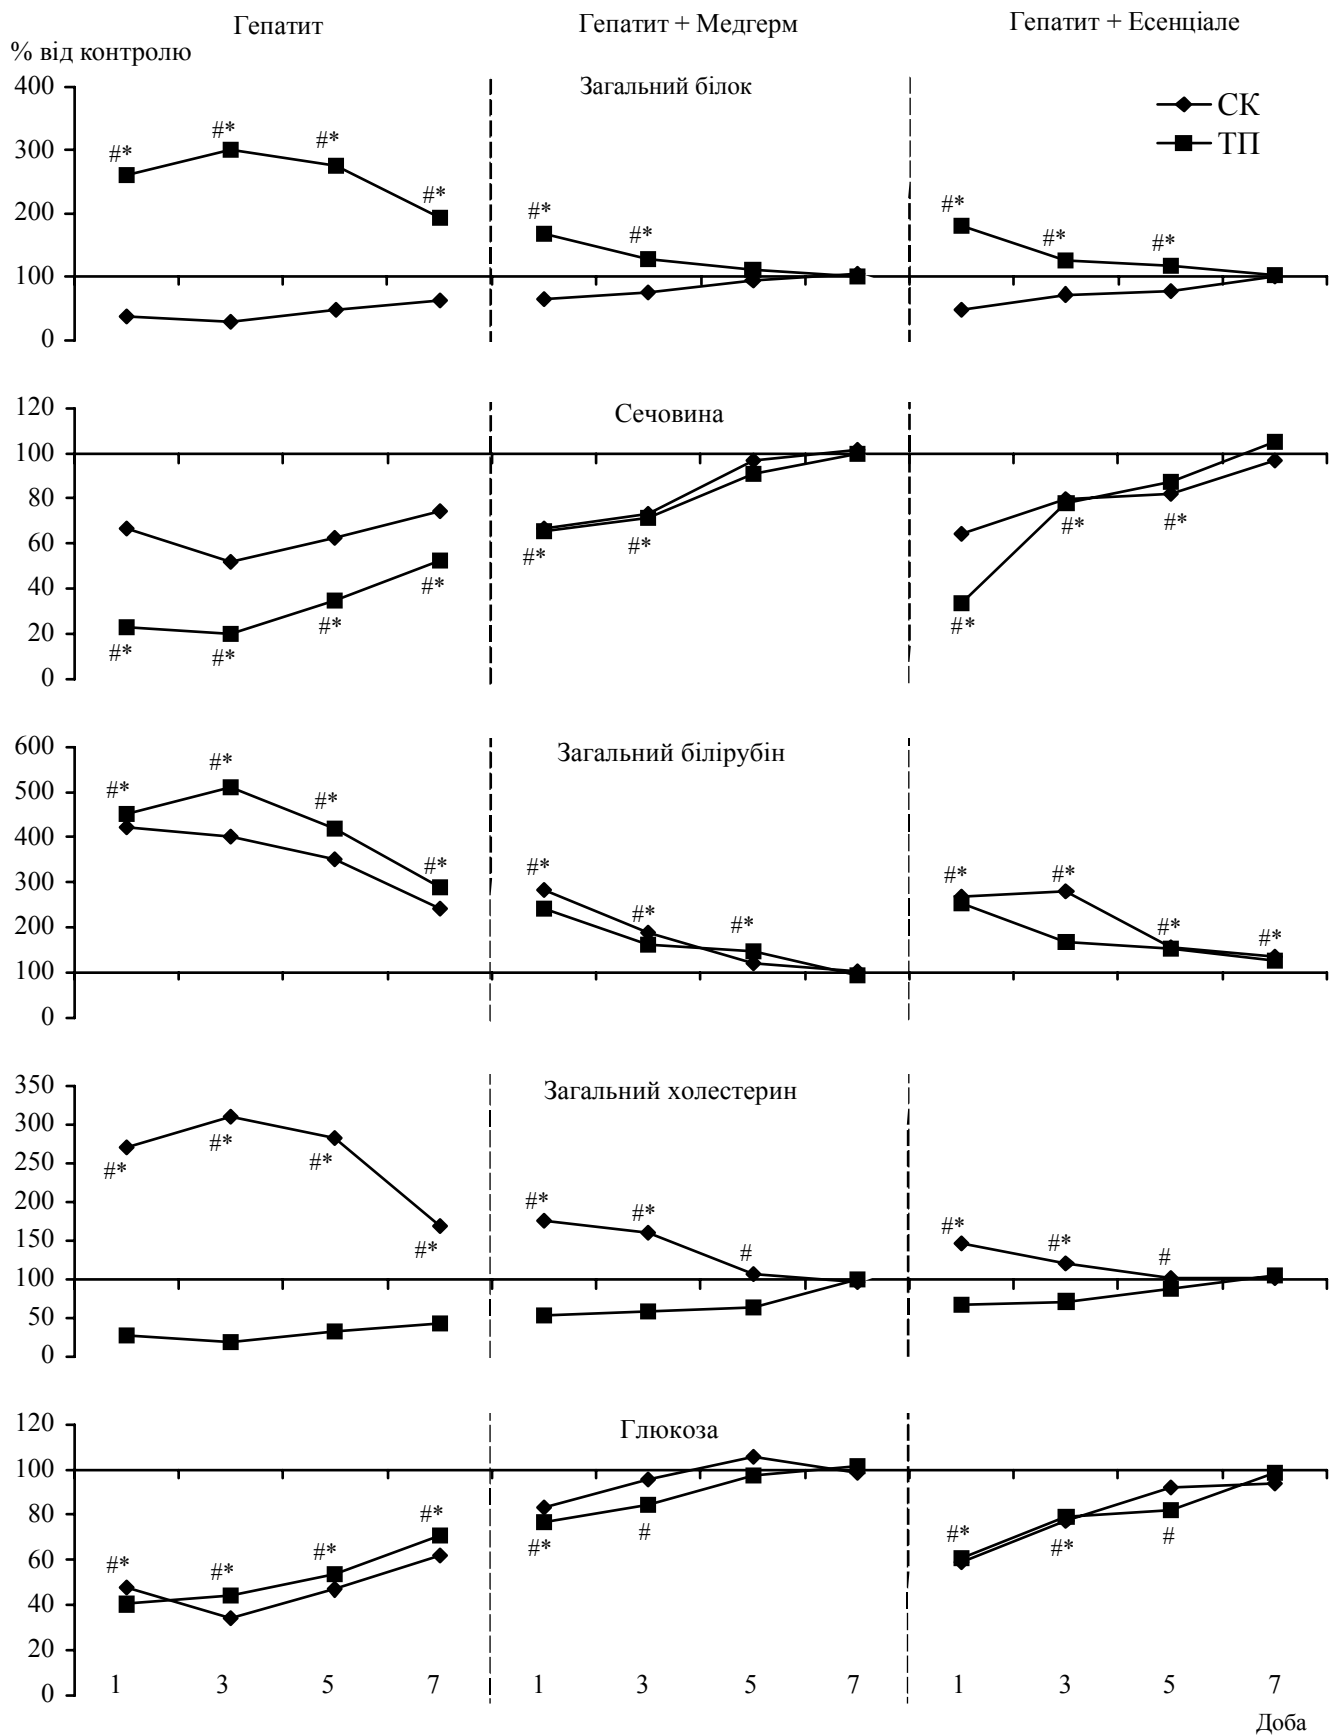 Гепатит Гепатит + Медгерм Гепатит + Есенціале
% від контролю
Загальний білок
400
300
200
100
0
#* #* #* #* #* #* #* #* #*
СК
ТП
Сечовина
120
100
80
60
40
20
0
#* #* #* #* #* #* #* #* #*
Загальний білірубін
600
500
400
300
200
100
0
#* #* #* #* #* #* #* #* #* #* #*
Загальний холестерин
350
300
250
200
150
100
50
0
#* #* #* #* #* #* # #* #* #
Глюкоза
120
100
80
60
40
20
0
#* #* #* #* #* # #* #* #
1 3 5 7 1 3 5 7 1 3 5 7
Доба